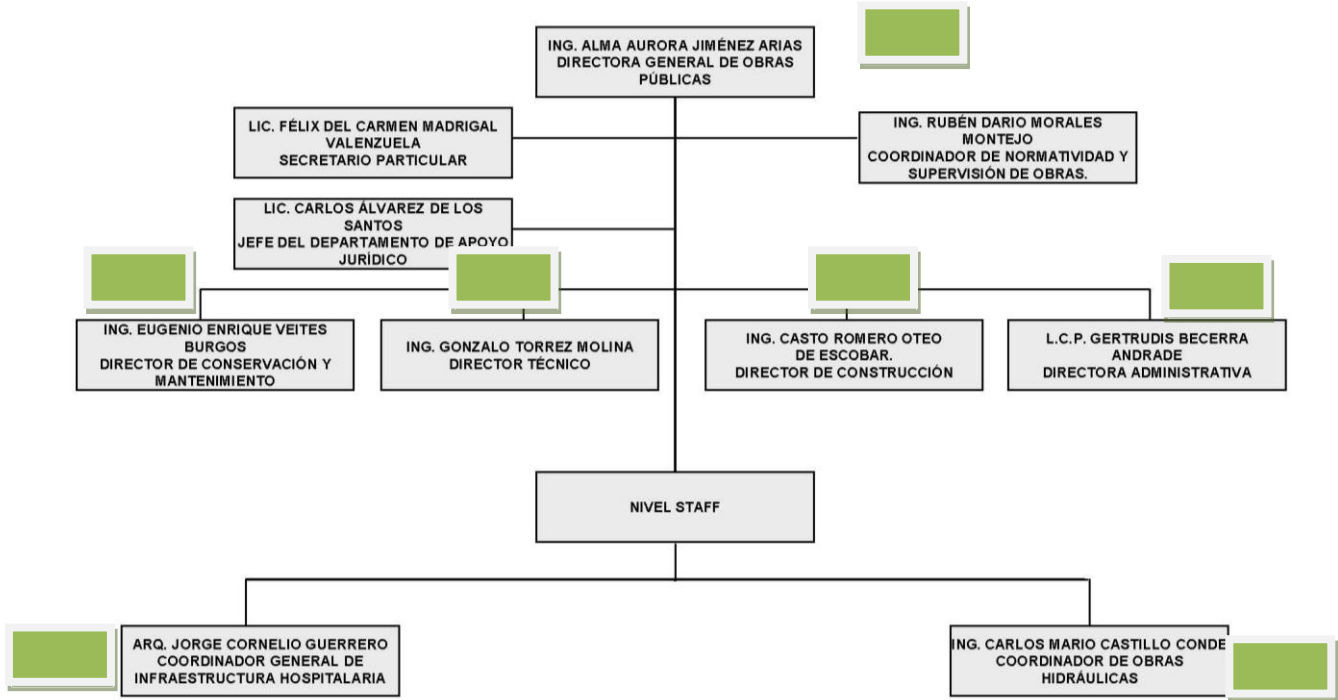 ING. ALMA AURORA JIMÉNEZ ARIAS
DIRECTORA GENERAL DE OBRAS
PÚBLICAS
LIC. FÉLIX DEL CARMEN MADRIGAL
VALENZUELA
SECRETARIO PARTICULAR
ING. RUBÉN DARIO MORALES
MONTEJO
COORDINADOR DE NORMATIVIDAD Y
SUPERVISIÓN DE OBRAS.
LIC. CARLOS ÁLVAREZ DE LOS
SANTOS
JEFE DEL DEPARTAMENTO DE APOYO
JURÍDICO
ING. EUGENIO ENRIQUE VEITES
BURGOS
DIRECTOR DE CONSERVACIÓN Y
MANTENIMIENTO
ING. GONZALO TORREZ MOLINA
DIRECTOR TÉCNICO
ING. CASTO ROMERO OTEO
DE ESCOBAR.
DIRECTOR DE CONSTRUCCIÓN
L.C.P. GERTRUDIS BECERRA
ANDRADE
DIRECTORA ADMINISTRATIVA
NIVEL STAFF
ARQ. JORGE CORNELIO GUERRERO
COORDINADOR GENERAL DE
INFRAESTRUCTURA HOSPITALARIA
ING. CARLOS MARIO CASTILLO CONDE
COORDINADOR DE OBRAS
HIDRÁULICAS